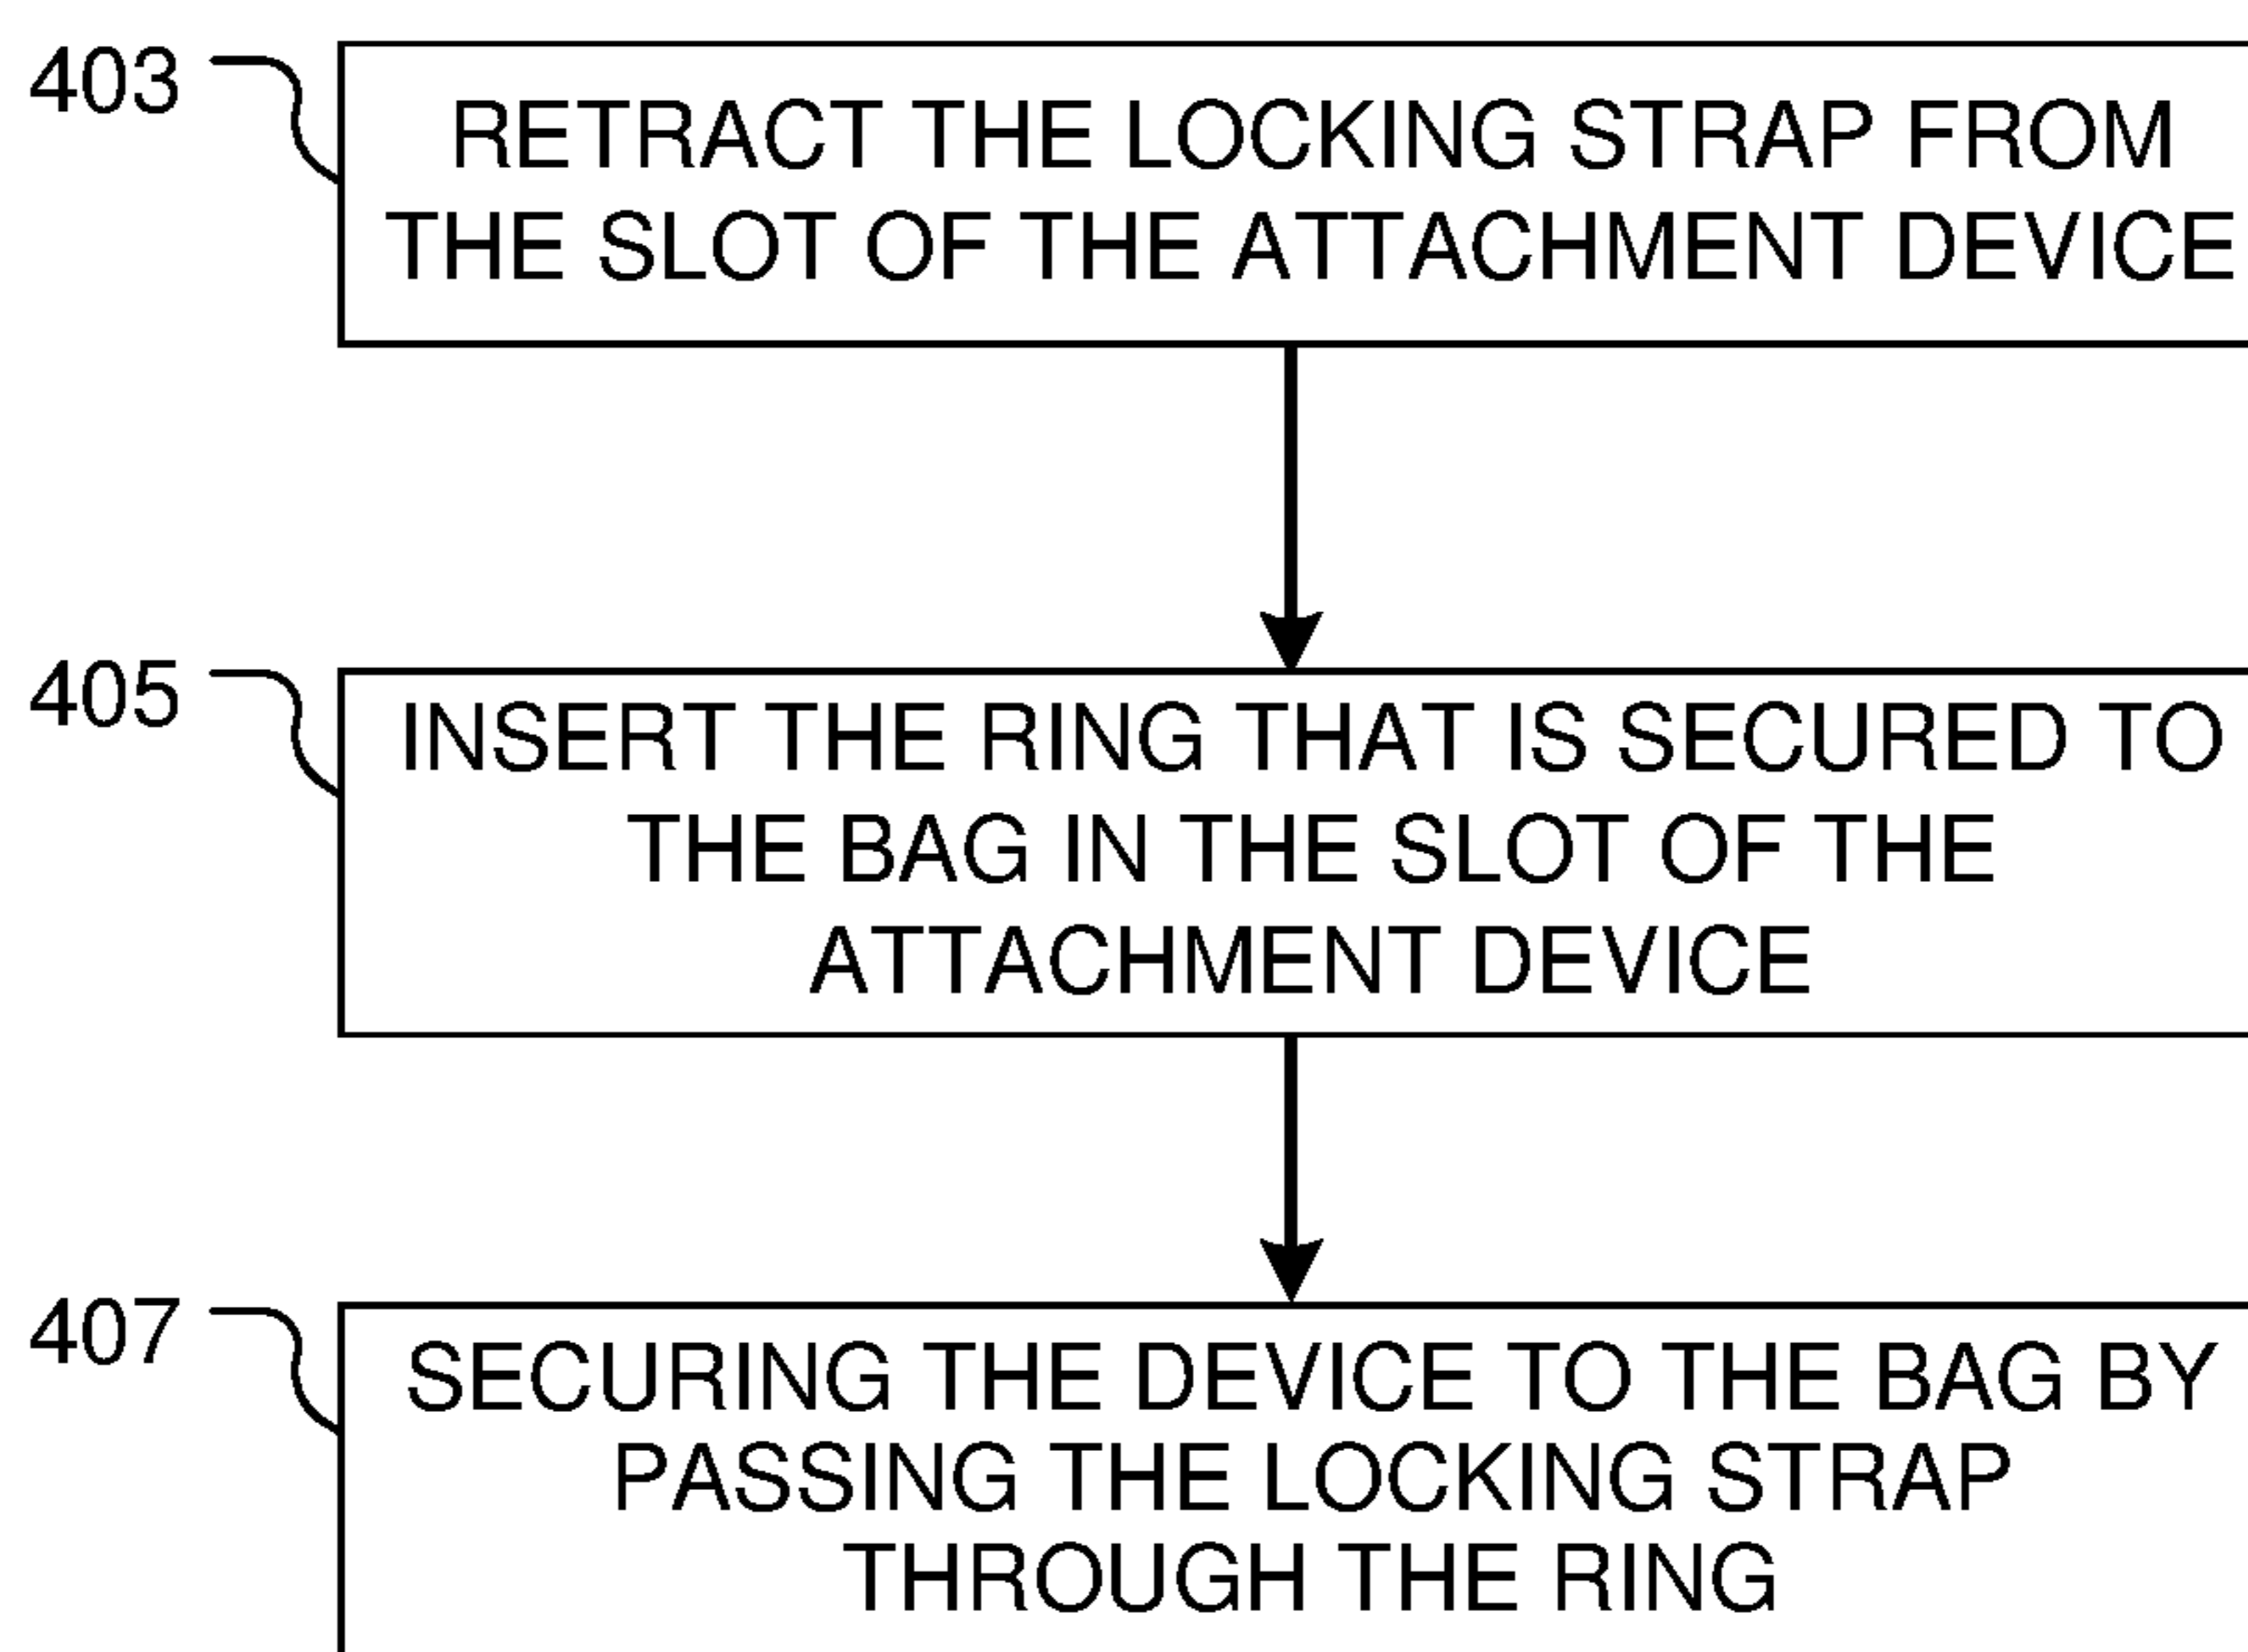 403
RETRACT THE LOCKING STRAP FROM
THE SLOT OF THE ATTACHMENT DEVICE
405
INSERT THE RING THAT IS SECURED TO
THE BAG IN THE SLOT OF THE
ATTACHMENT DEVICE
407
SECURING THE DEVICE TO THE BAG BY
PASSING THE LOCKING STRAP
THROUGH THE RING